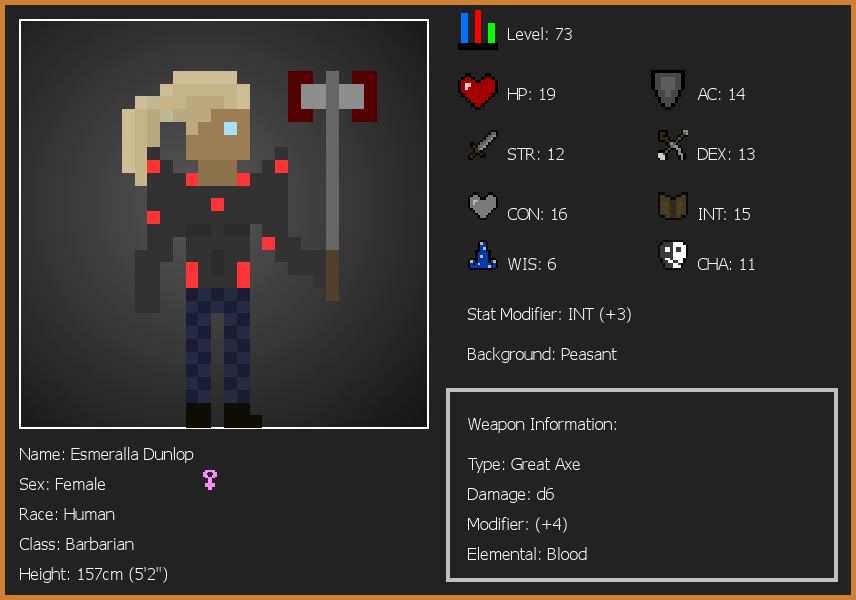 Level: 73
HP: 19
AC: 14
STR: 12
DEX: 13
CON: 16
INT: 15
WIS: 6
CHA: 11
Stat Modifier: INT (+3)
Background: Peasant
Weapon Information:
Type: Great Axe
Damage: d6
Modifier: (+4)
Elemental: Blood
Name: Esmeralla Dunlop
Sex: Female
Race: Human
Class: Barbarian
Height: 157cm (5'2")